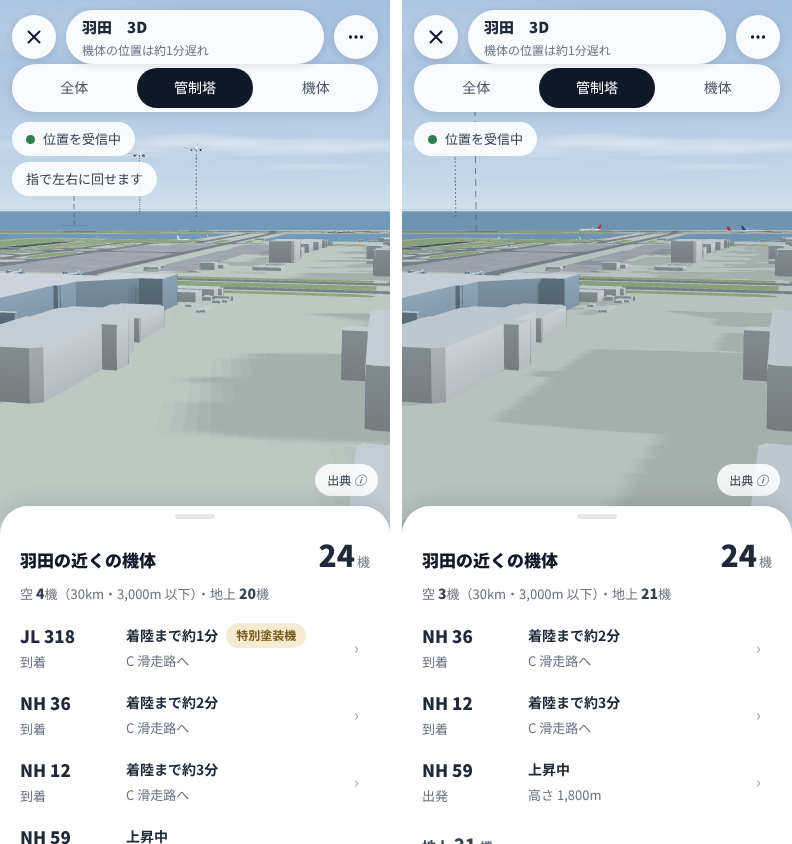 羽田 3D
機体の位置は約1分遅れ
全体
管制塔
機体
位置を受信中
指で左右に回せます
出典 ⓘ
羽田の近くの機体
24機
空 4機（30km・3,000m 以下）・地上 20機
JL 318
着陸まで約1分
特別塗装機
到着
C 滑走路へ
NH 36
着陸まで約2分
到着
C 滑走路へ
NH 12
着陸まで約3分
到着
C 滑走路へ
NH 59
上昇中
羽田 3D
機体の位置は約1分遅れ
全体
管制塔
機体
位置を受信中
出典 ⓘ
羽田の近くの機体
24機
空 3機（30km・3,000m 以下）・地上 21機
NH 36
着陸まで約2分
到着
C 滑走路へ
NH 12
着陸まで約3分
到着
C 滑走路へ
NH 59
上昇中
出発
高さ 1,800m
地上 21 機